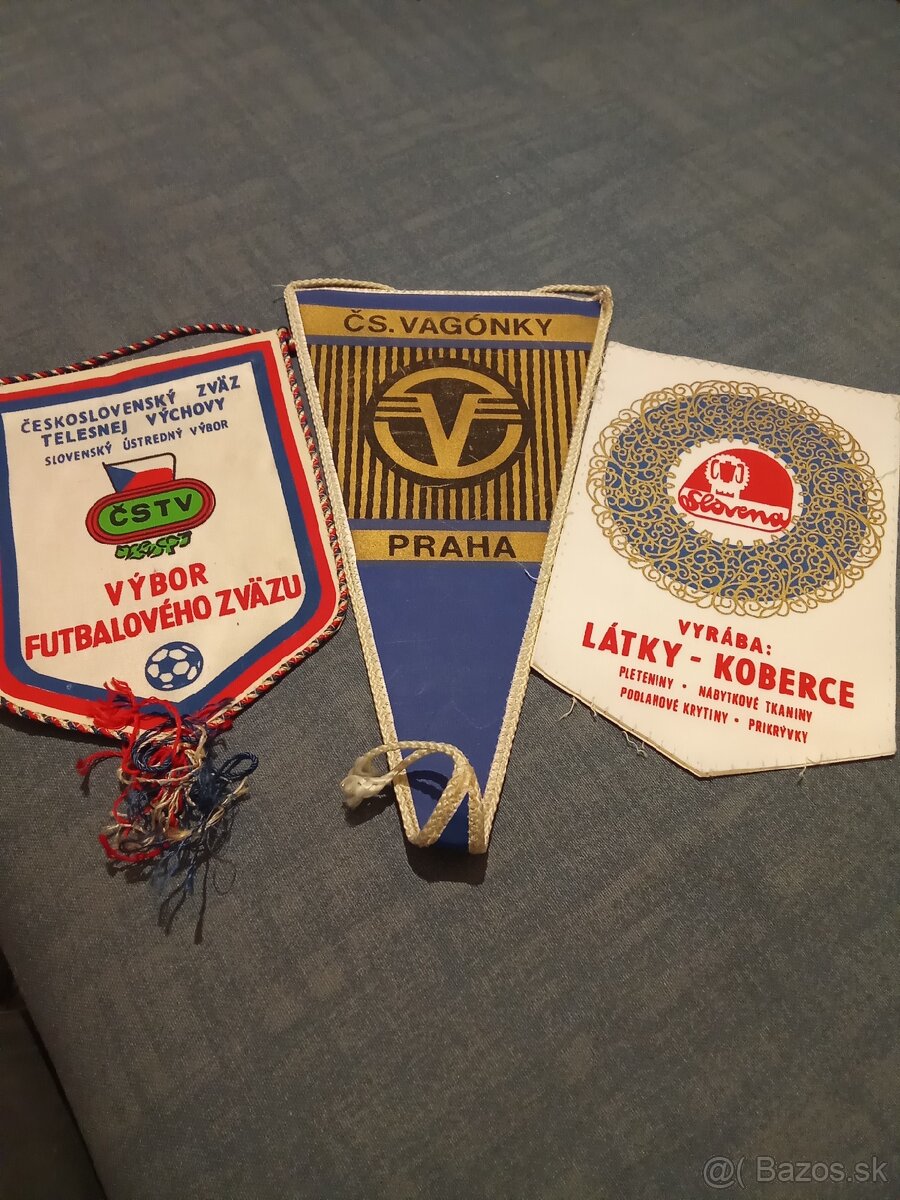 ČESKOSLOVENSKÝ ZVÄZ
TELESNEJ VÝCHOVY
SLOVENSKÝ ÚSTREDNÝ VÝBOR
ČSTV
VÝBOR
FUTBALOVÉHO ZVÄZU
ČS. VAGÓNKY
V
PRAHA
Slovena
VYRÁBA:
LÁTKY - KOBERCE
PLETENINY · NÁBYTKOVÉ TKANINY
PODLAHOVÉ KRYTINY · PRIKRÝVKY
@( Bazos.sk